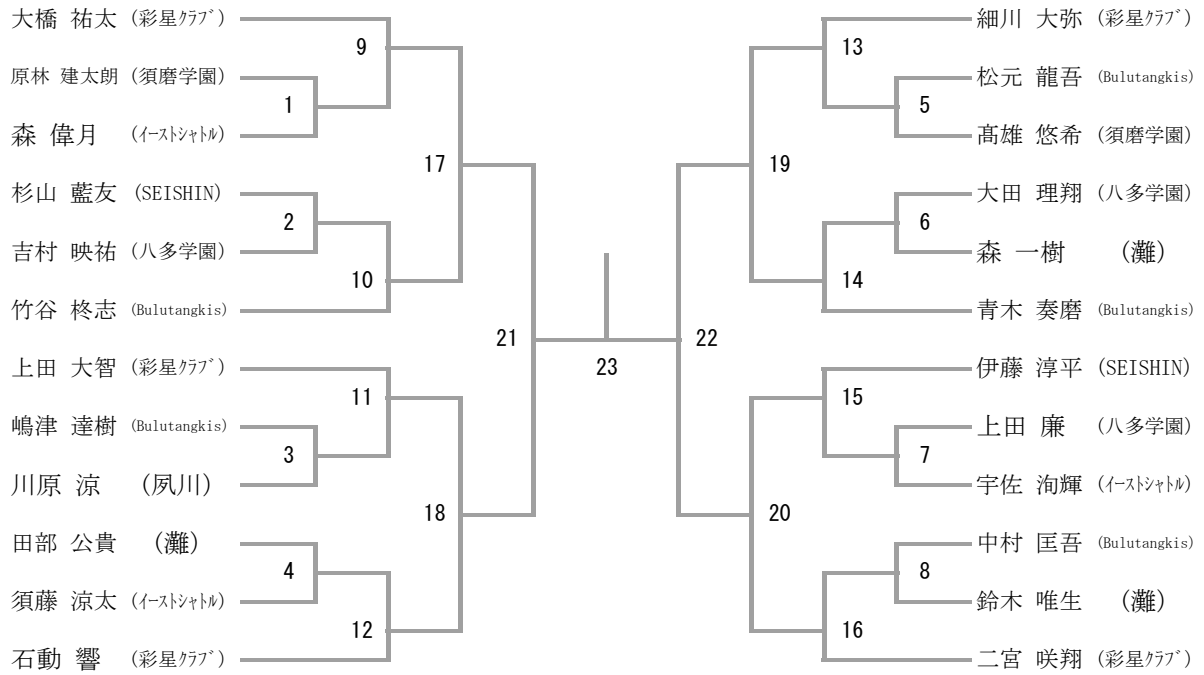 大橋 祐太 (彩星ｸﾗﾌﾞ)
9
原林 建太朗 (須磨学園)
1
森 偉月 (ｲｰｽﾄｼｬﾄﾙ)
17
杉山 藍友 (SEISHIN)
2
吉村 映祐 (八多学園)
10
竹谷 柊志 (Bulutangkis)
21
上田 大智 (彩星ｸﾗﾌﾞ)
11
嶋津 達樹 (Bulutangkis)
3
川原 涼 (夙川)
18
田部 公貴 (灘)
4
須藤 涼太 (ｲｰｽﾄｼｬﾄﾙ)
12
石動 響 (彩星ｸﾗﾌﾞ)
23
細川 大弥 (彩星ｸﾗﾌﾞ)
13
松元 龍吾 (Bulutangkis)
5
髙雄 悠希 (須磨学園)
19
大田 理翔 (八多学園)
6
森 一樹 (灘)
14
青木 奏磨 (Bulutangkis)
22
伊藤 淳平 (SEISHIN)
15
上田 廉 (八多学園)
7
宇佐 洵輝 (ｲｰｽﾄｼｬﾄﾙ)
20
中村 匡吾 (Bulutangkis)
8
鈴木 唯生 (灘)
16
二宮 咲翔 (彩星ｸﾗﾌﾞ)